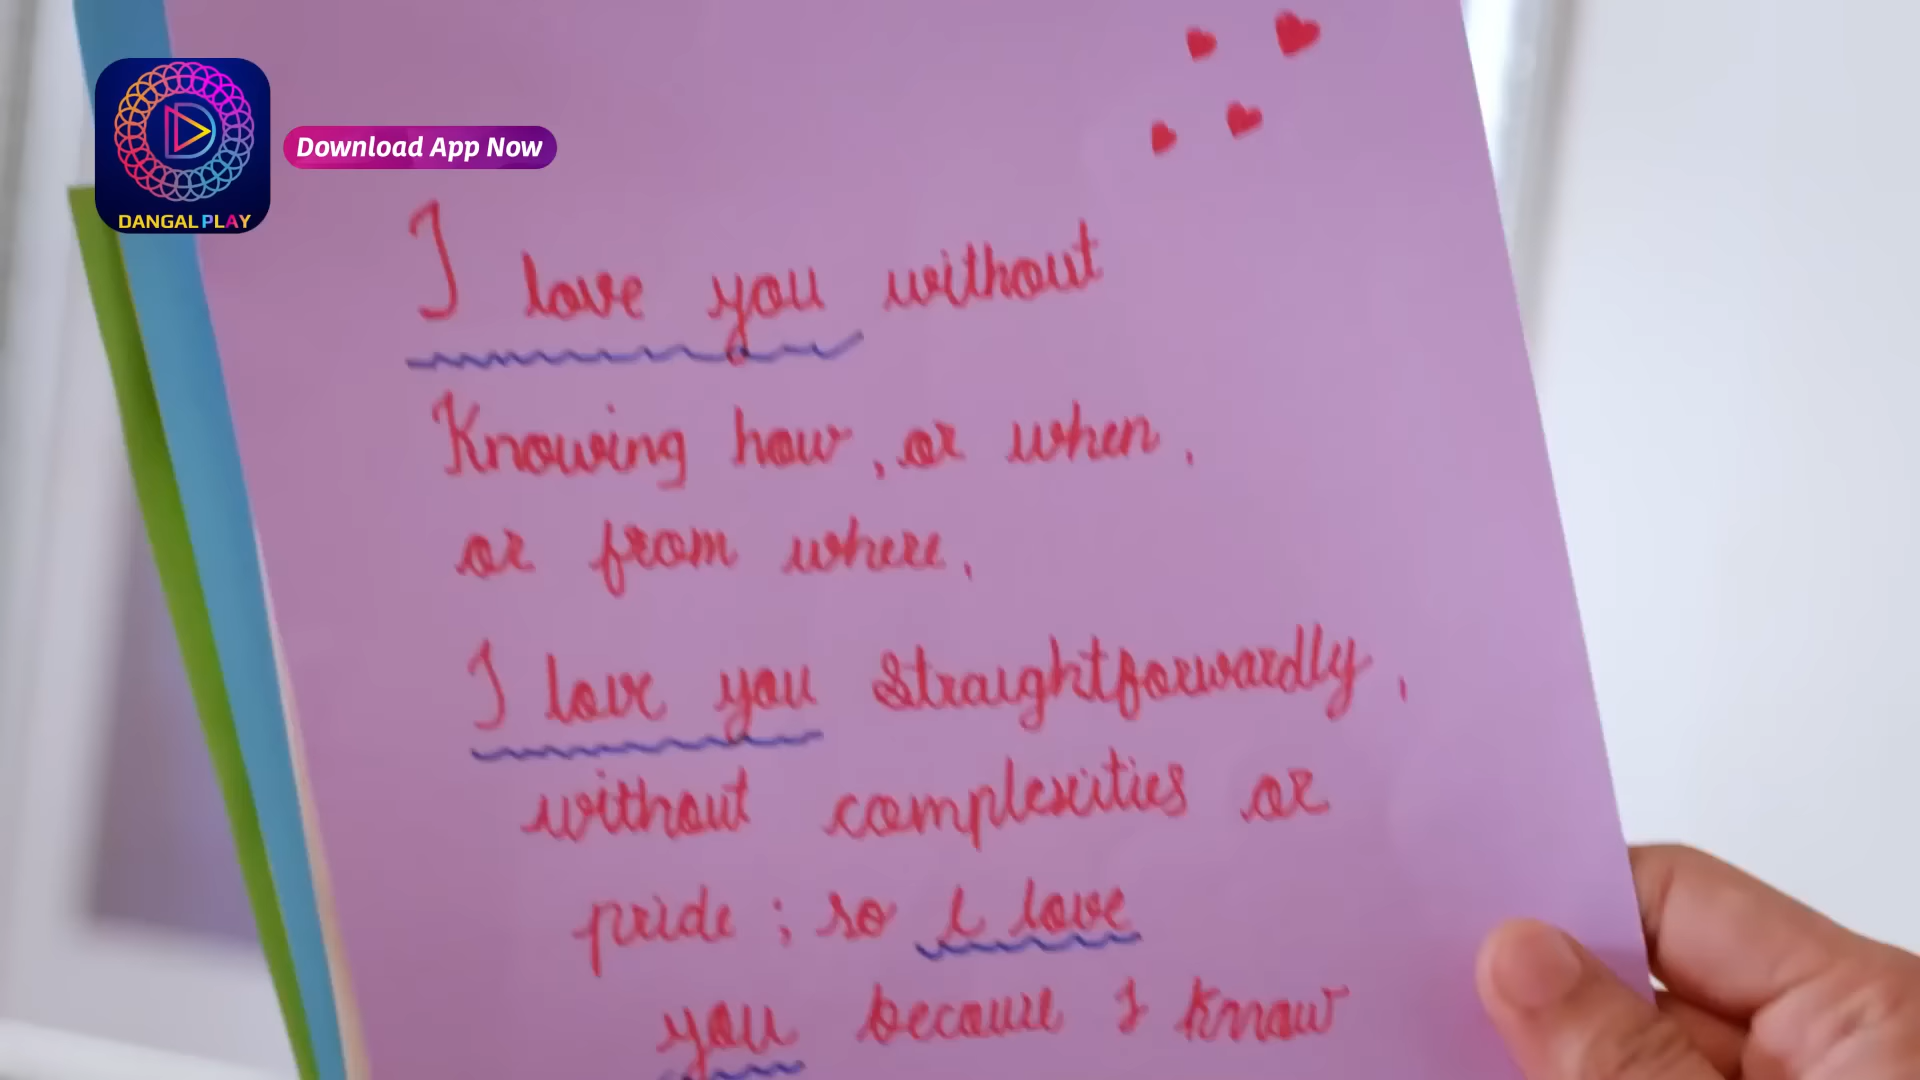 DANGAL PLAY
Download App Now
I love you without
Knowing how, or when,
or from where,
I love you straightforwardly,
without complexities or
pride; so I love
you because I know